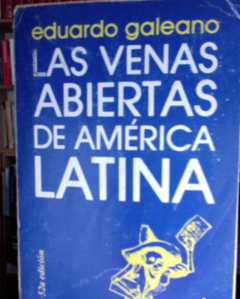 eduardo galeano
LAS VENAS
ABIERTAS
DE AMÉRICA
LATINA
52a edición